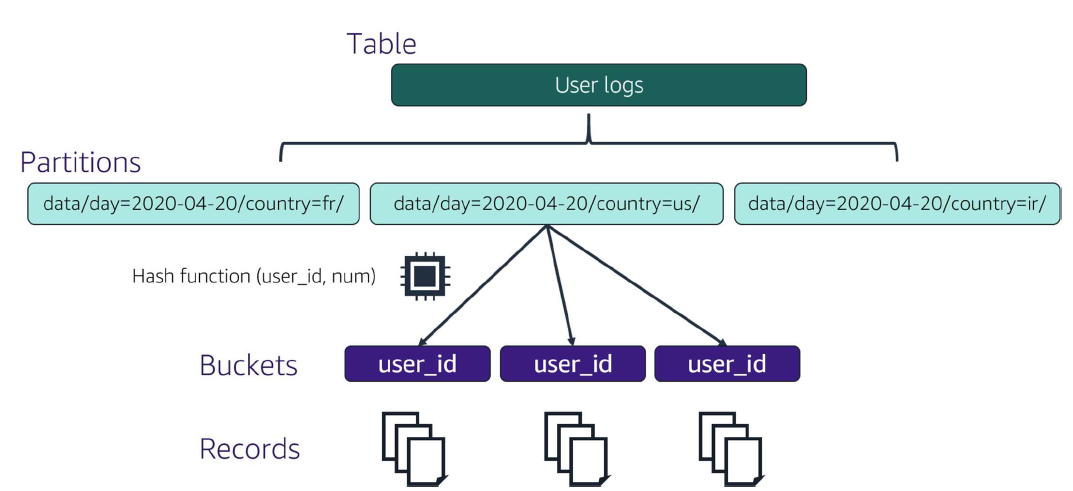 Table
User logs
Partitions
data/day=2020-04-20/country=fr/
data/day=2020-04-20/country=us/
data/day=2020-04-20/country=ir/
Hash function (user_id, num)
Buckets
user_id
user_id
user_id
Records